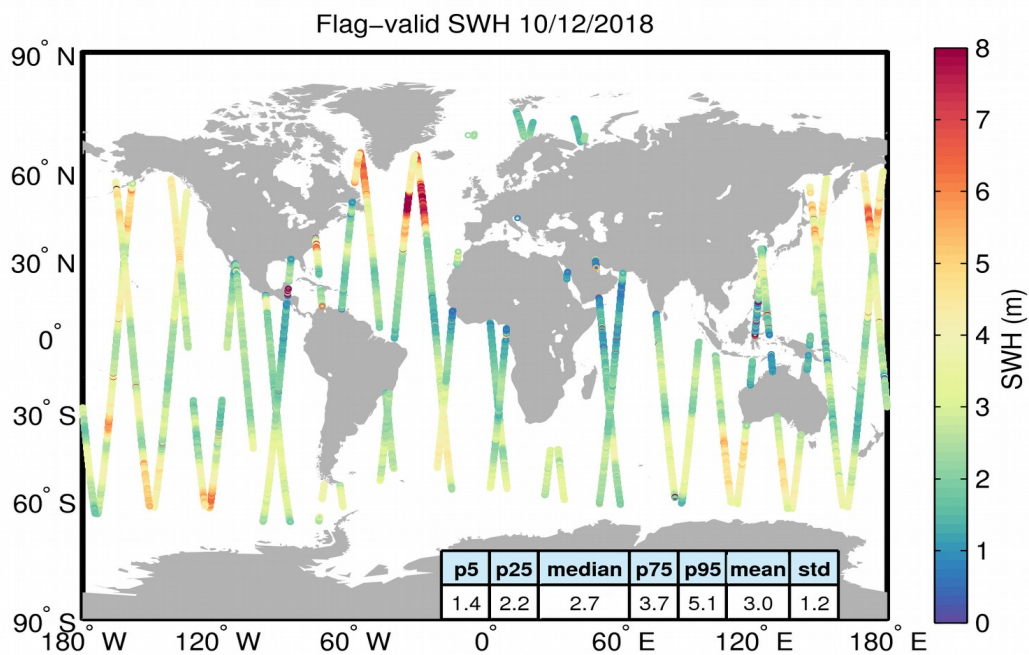 Flag−valid SWH 10/12/2018
90° N
60° N
30° N
0°
30° S
60° S
90° S
180° W
120° W
60° W
0°
60° E
120° E
180° E
p5 p25 median p75 p95 mean std
1.4 2.2 2.7 3.7 5.1 3.0 1.2
8
7
6
5
4
3
2
1
0
SWH (m)